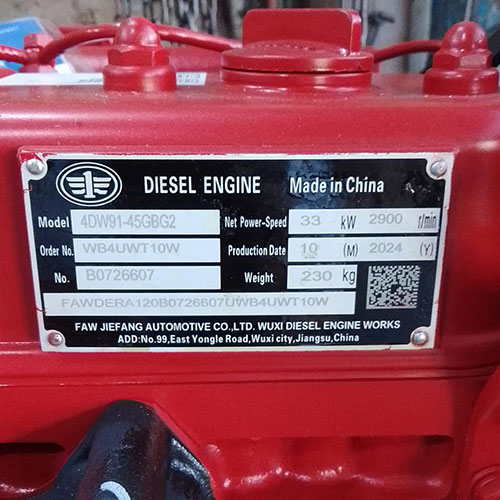 DIESEL ENGINE Made in China
Model 4DW91-45GBG2 Net Power-Speed 33 kW 2900 r/min
Order No. WB4UWT10W Production Date 10 (M) 2024 (Y)
No. B0726607 Weight 230 kg
FAWDERA120B0726607UWB4UWT10W
FAW JIEFANG AUTOMOTIVE CO.,LTD. WUXI DIESEL ENGINE WORKS
ADD:No.99,East Yongle Road,Wuxi city,Jiangsu,China